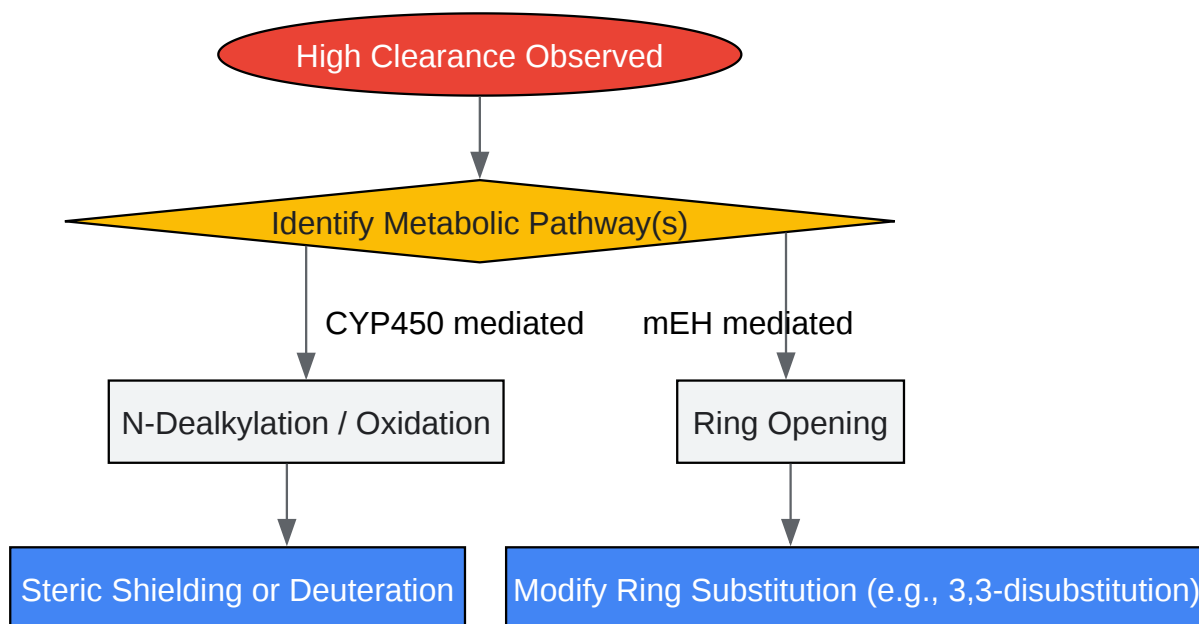 High Clearance Observed
Identify Metabolic Pathway(s)
CYP450 mediated
mEH mediated
N-Dealkylation / Oxidation
Ring Opening
Steric Shielding or Deuteration
Modify Ring Substitution (e.g., 3,3-disubstitution)